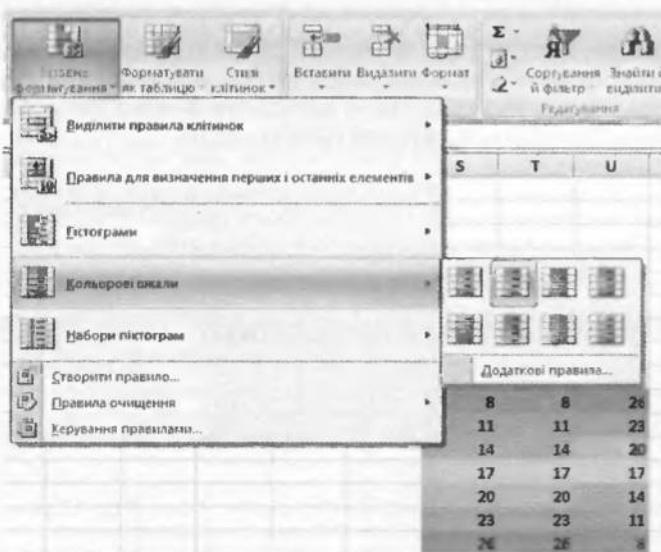 Умовне форматування Форматувати як таблицю Стилі клітинок
Вставити Видалити Формат
Σ
Сортування й фільтр Знайти виділити
Редагування
Виділити правила клітинок
Правила для визначення перших і останніх елементів
Гістограми
Кольорові шкали
Набори піктограм
Створити правило...
Правила очищення
Керування правилами...
Додаткові правила...
S T U
8 8 26
11 11 23
14 14 20
17 17 17
20 20 14
23 23 11
26 26 8